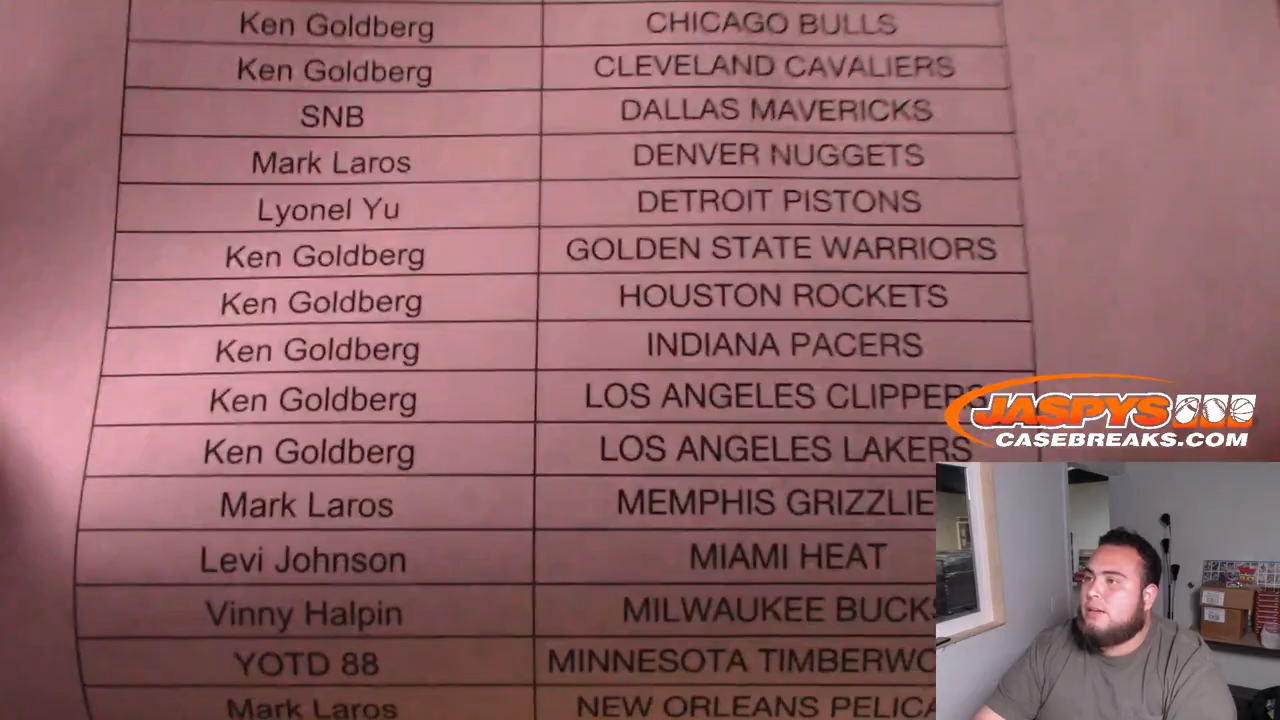 Ken Goldberg CHICAGO BULLS
Ken Goldberg CLEVELAND CAVALIERS
SNB DALLAS MAVERICKS
Mark Laros DENVER NUGGETS
Lyonel Yu DETROIT PISTONS
Ken Goldberg GOLDEN STATE WARRIORS
Ken Goldberg HOUSTON ROCKETS
Ken Goldberg INDIANA PACERS
Ken Goldberg LOS ANGELES CLIPPERS
Ken Goldberg LOS ANGELES LAKERS
Mark Laros MEMPHIS GRIZZLIE
Levi Johnson MIAMI HEAT
Vinny Halpin MILWAUKEE BUCKS
YOTD 88 MINNESOTA TIMBERWO
Mark Laros NEW ORLEANS PELICA
JASPYS
CASEBREAKS.COM